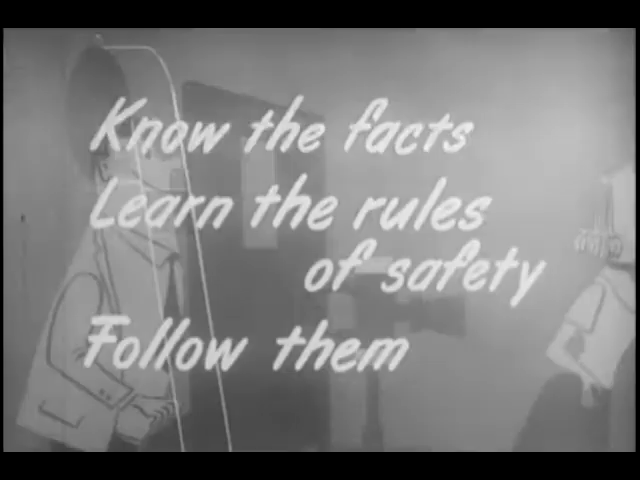 Know the facts
Learn the rules
of safety
Follow them